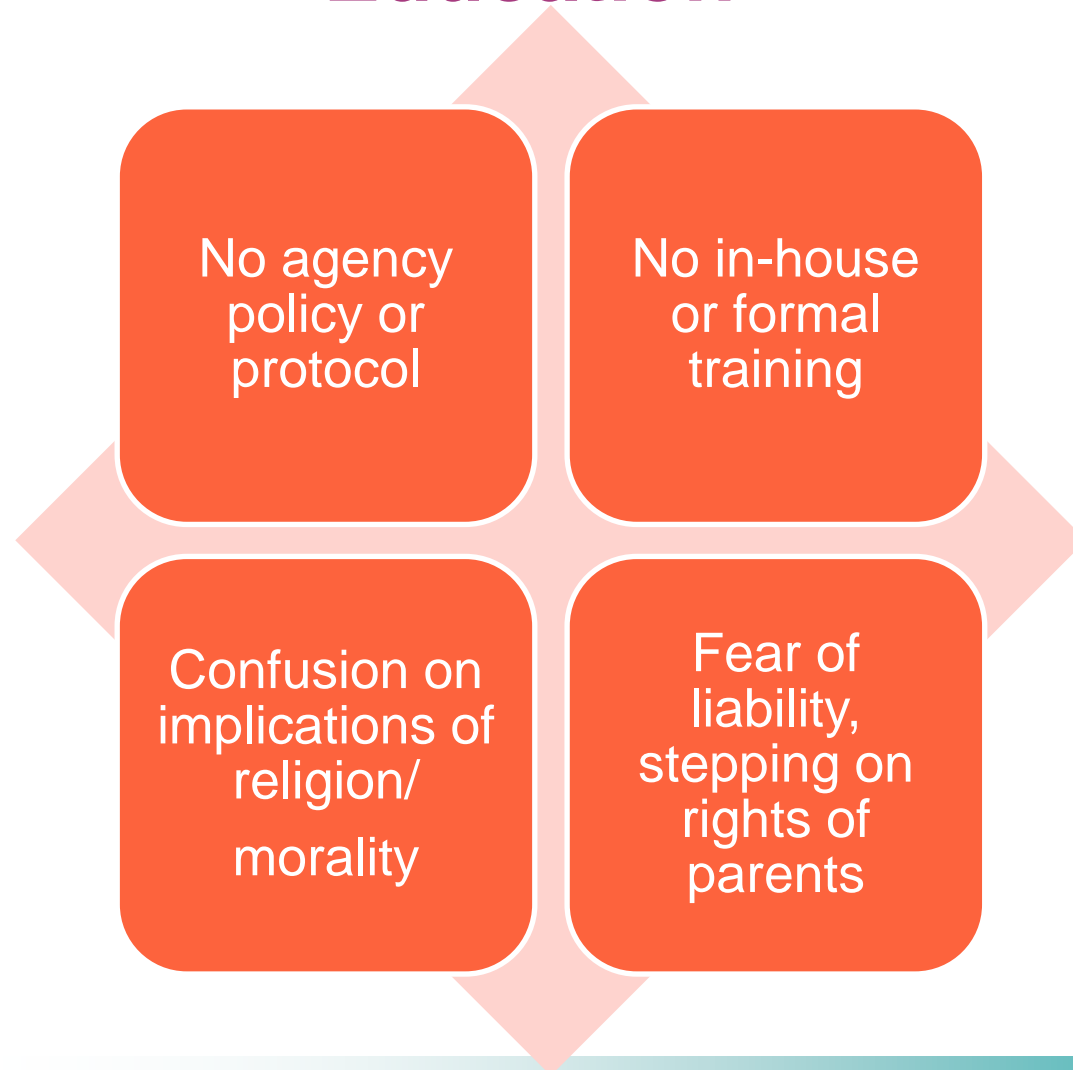 No agency
policy or
protocol
No in-house
or formal
training
Confusion on
implications of
religion/
morality
Fear of
liability,
stepping on
rights of
parents